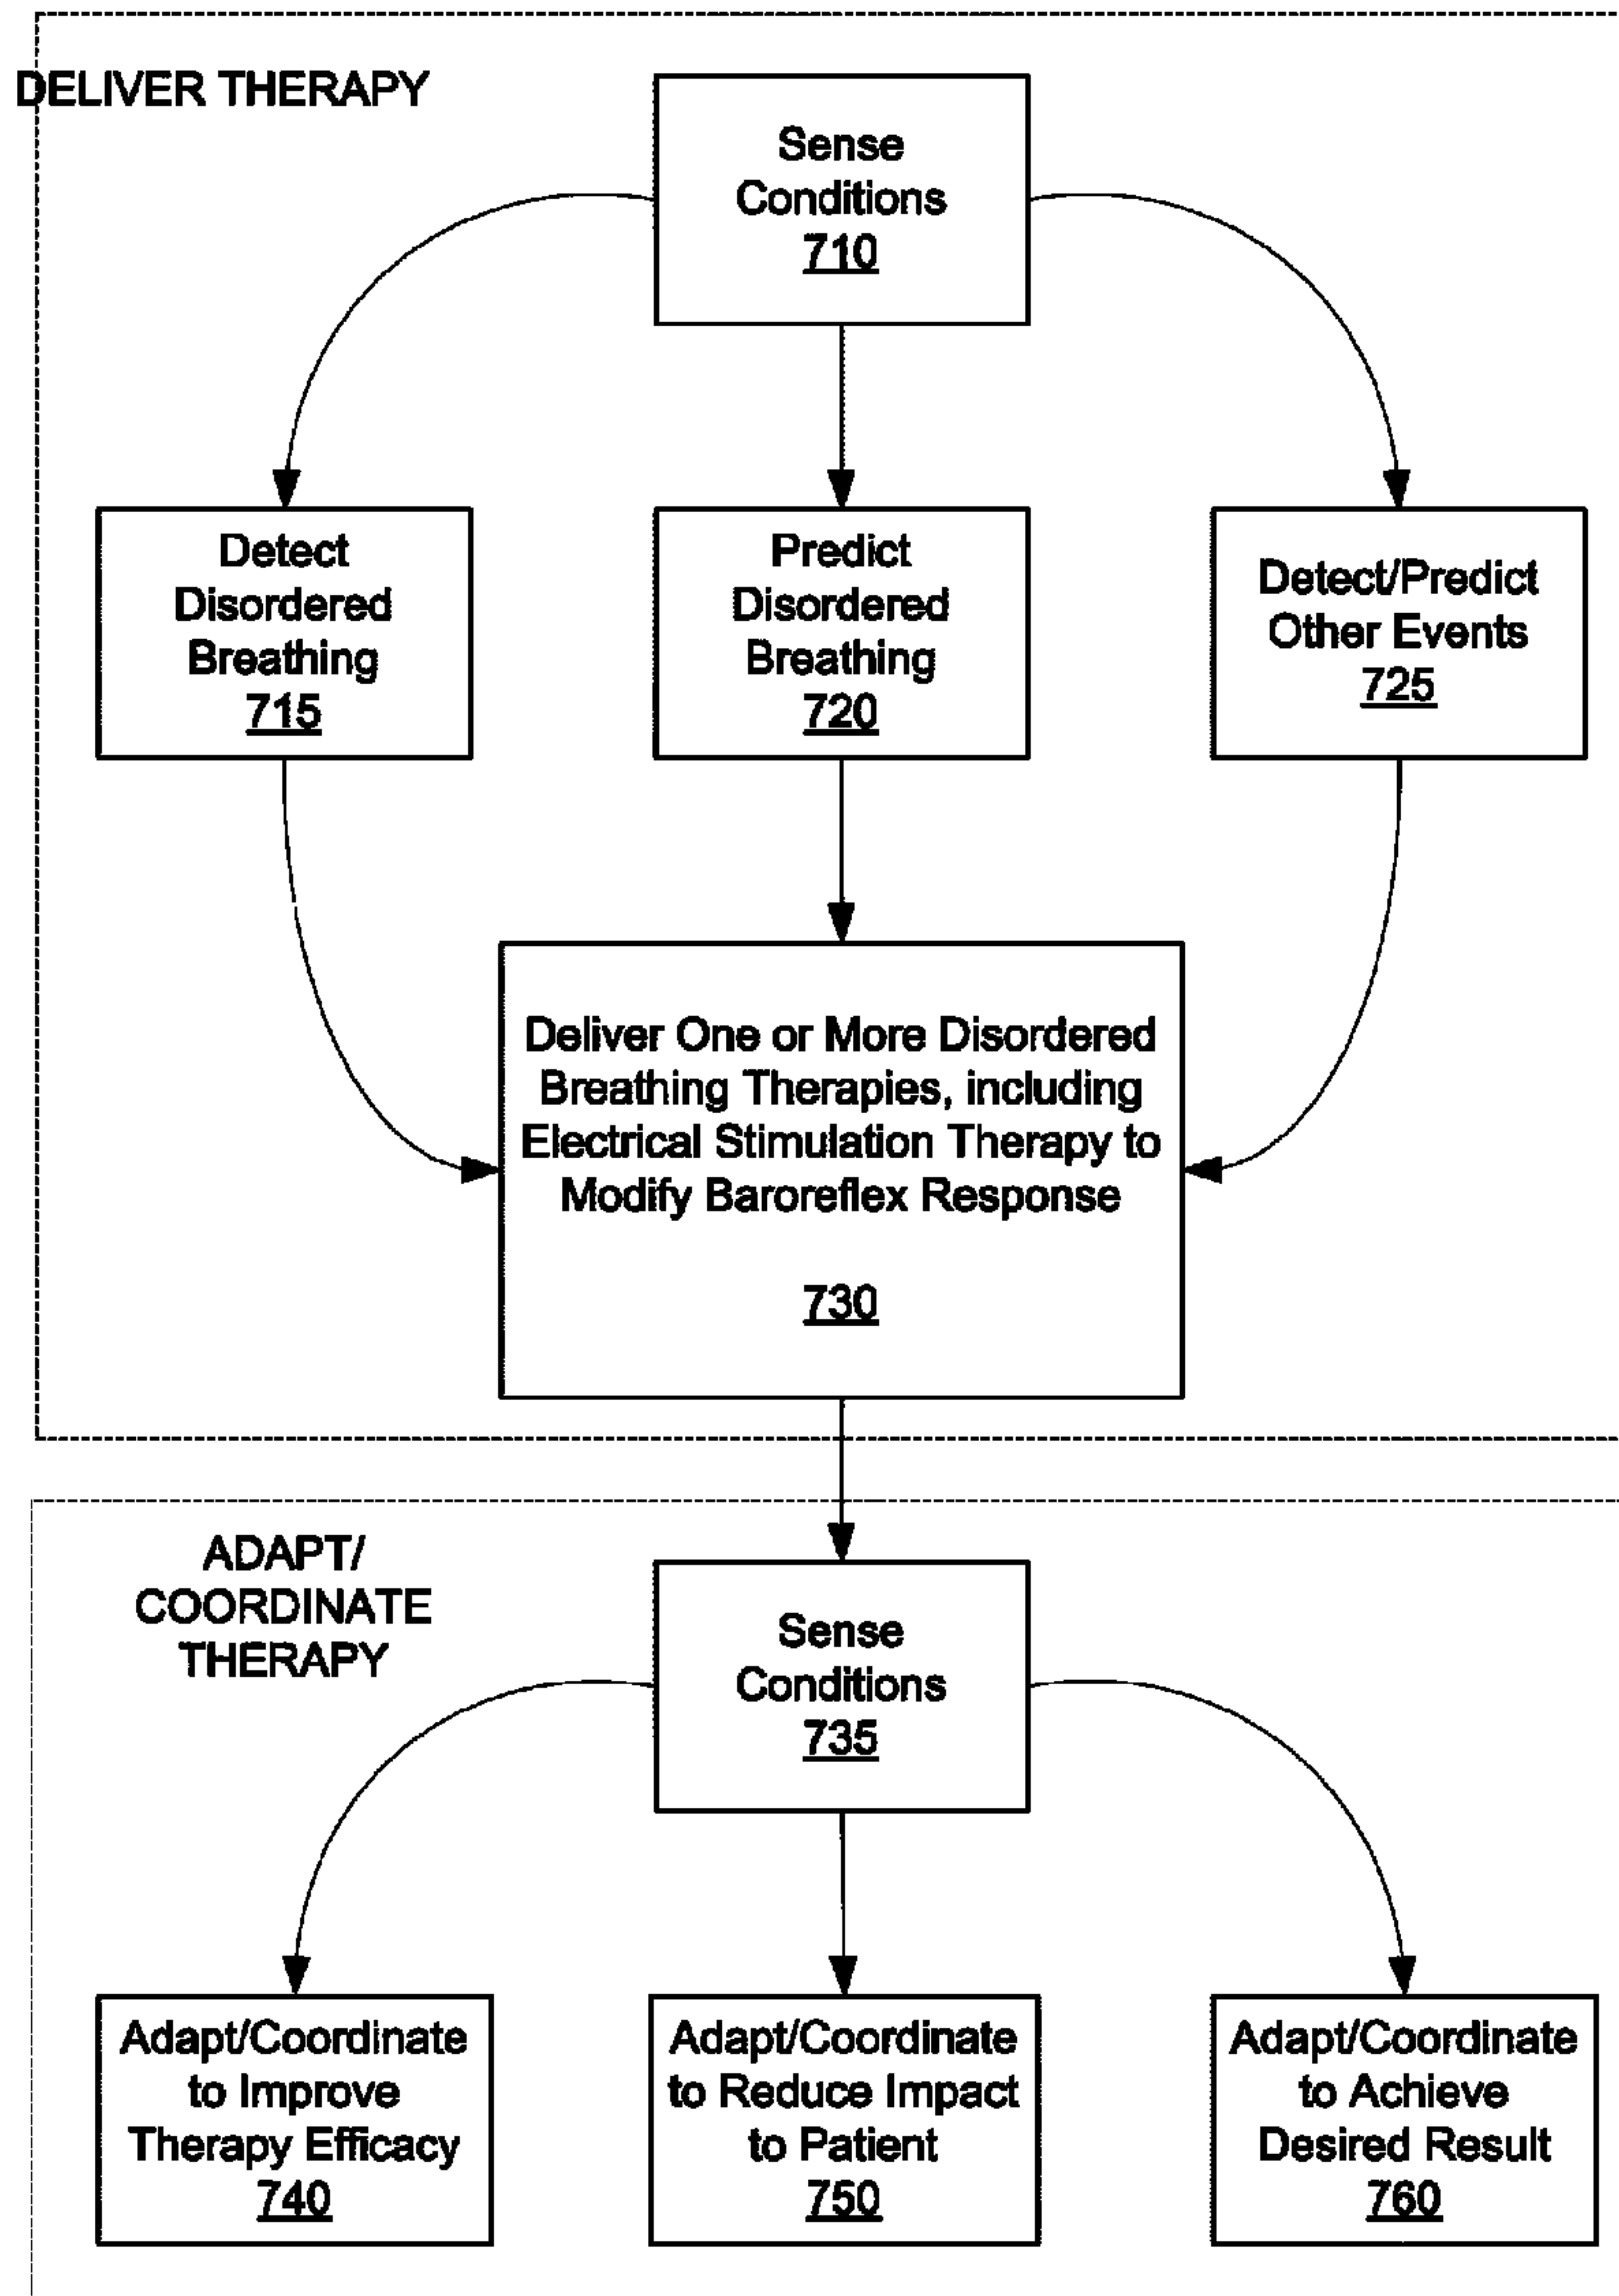 DELIVER THERAPY
Sense
Conditions
710
Detect
Disordered
Breathing
715
Predict
Disordered
Breathing
720
Detect/Predict
Other Events
725
Deliver One or More Disordered
Breathing Therapies, including
Electrical Stimulation Therapy to
Modify Baroreflex Response
730
ADAPT/
COORDINATE
THERAPY
Sense
Conditions
735
Adapt/Coordinate
to Improve
Therapy Efficacy
740
Adapt/Coordinate
to Reduce Impact
to Patient
750
Adapt/Coordinate
to Achieve
Desired Result
760